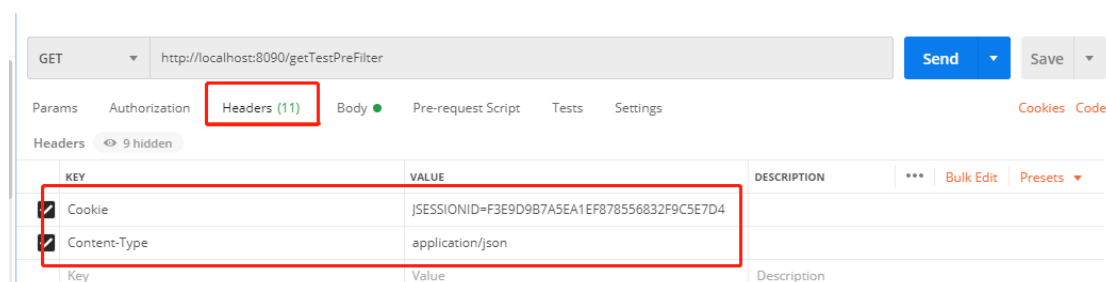 GET http://localhost:8090/getTestPreFilter Send Save
Params Authorization Headers (11) Body Pre-request Script Tests Settings Cookies Code
Headers 9 hidden
KEY VALUE DESCRIPTION ••• Bulk Edit Presets
Cookie JSESSIONID=F3E9D9B7A5EA1EF878556832F9C5E7D4
Content-Type application/json
Key Value Description